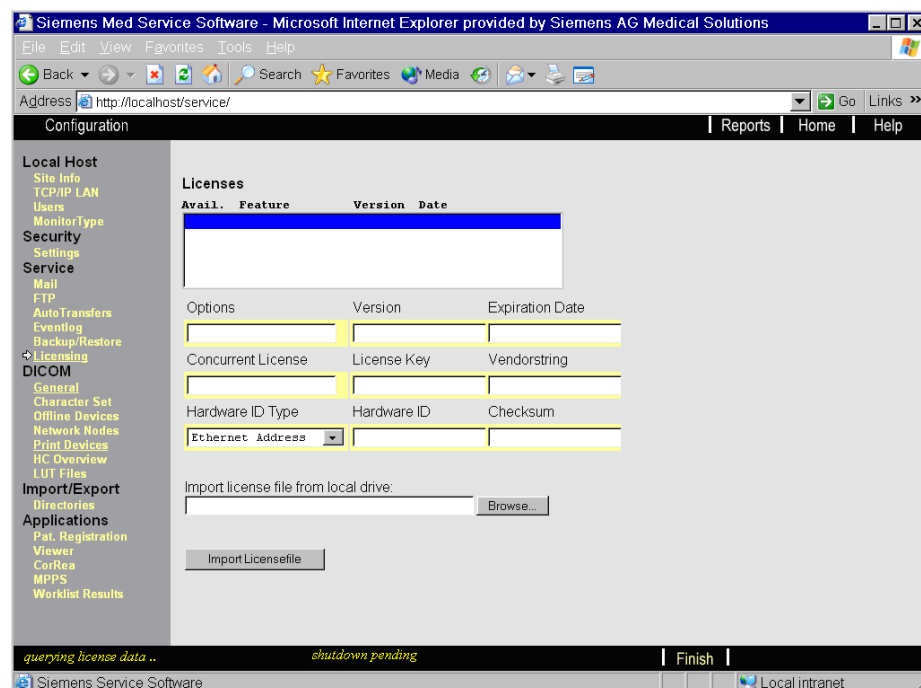 Siemens Med Service Software - Microsoft Internet Explorer provided by Siemens AG Medical Solutions
File Edit View Favorites Tools Help
Back Search Favorites Media
Address http://localhost/service/ Go Links »
Configuration Reports Home Help
Local Host
Site Info
TCP/IP LAN
Users
MonitorType
Security
Settings
Service
Mail
FTP
AutoTransfers
Eventlog
Backup/Restore
Licensing
DICOM
General
Character Set
Offline Devices
Network Nodes
Print Devices
HC Overview
LUT Files
Import/Export
Directories
Applications
Pat. Registration
Viewer
CorRea
MPPS
Worklist Results
Licenses
Avail. Feature Version Date
Options Version Expiration Date
Concurrent License License Key Vendorstring
Hardware ID Type Hardware ID Checksum
Ethernet Address
Import license file from local drive:
Browse...
Import Licensefile
querying license data .. shutdown pending Finish
Siemens Service Software Local intranet